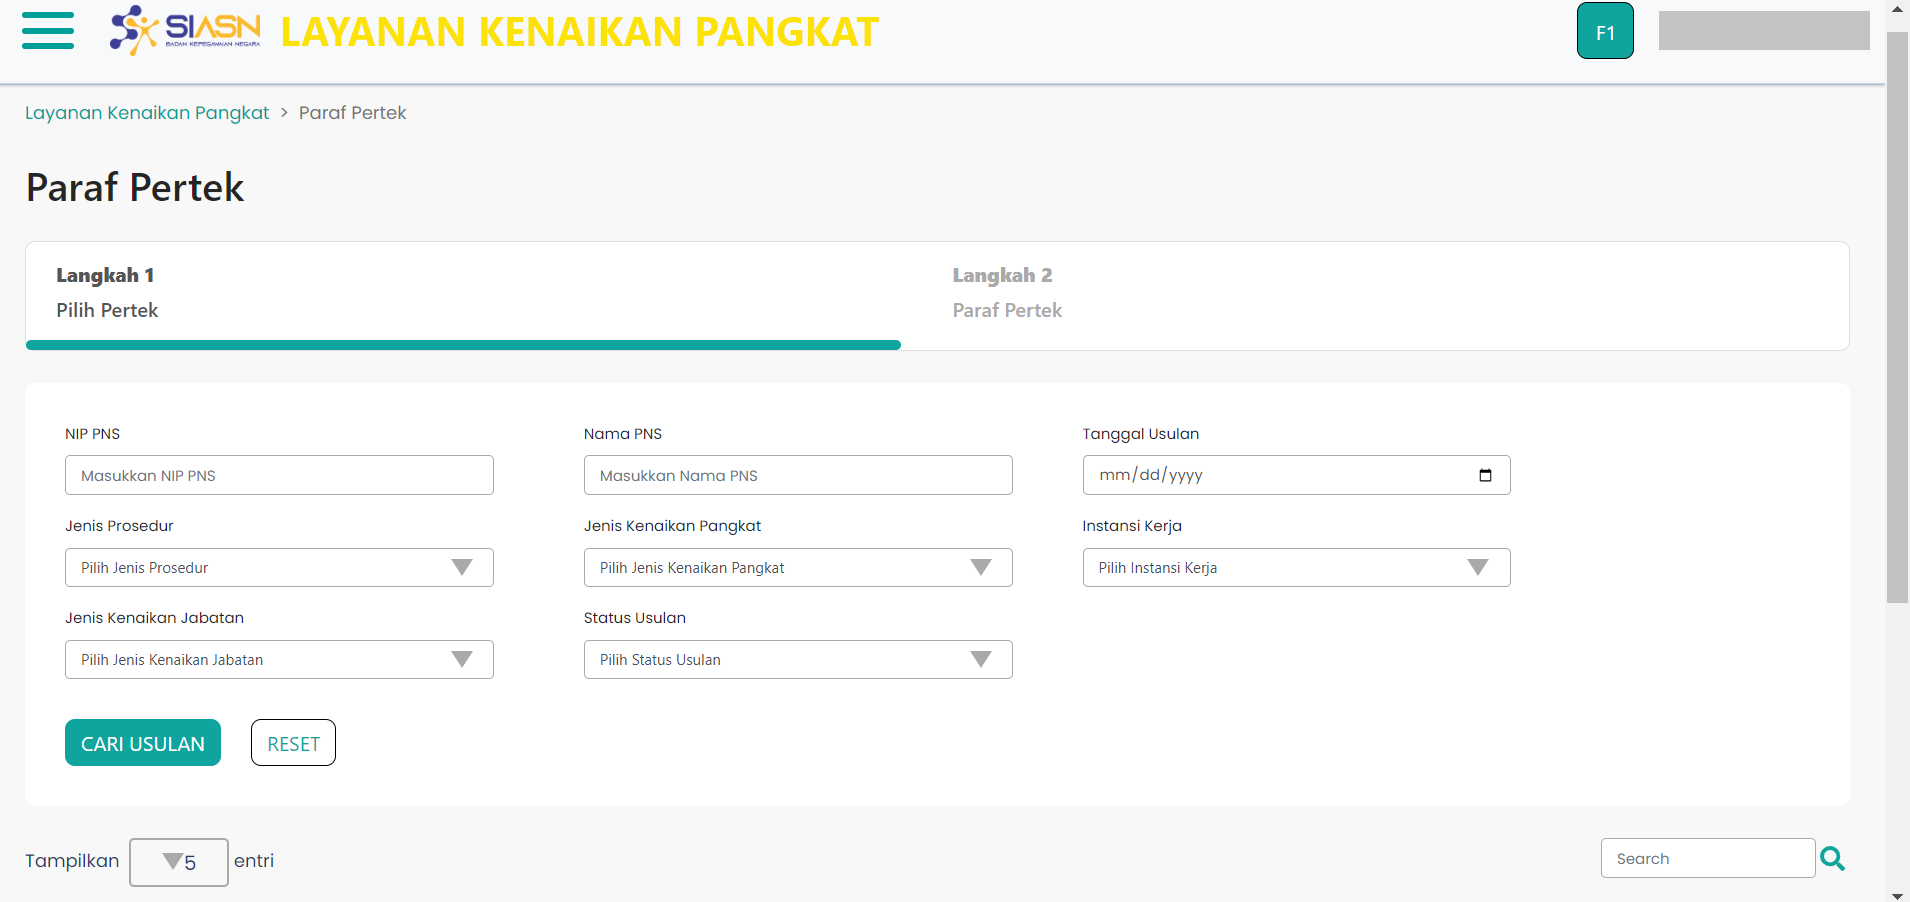 SIASN
BADAN KEPEGAWAIAN NEGARA
LAYANAN KENAIKAN PANGKAT
F1
Layanan Kenaikan Pangkat > Paraf Pertek
Paraf Pertek
Langkah 1
Pilih Pertek
Langkah 2
Paraf Pertek
NIP PNS
Nama PNS
Tanggal Usulan
Masukkan NIP PNS
Masukkan Nama PNS
mm/dd/yyyy
Jenis Prosedur
Jenis Kenaikan Pangkat
Instansi Kerja
Pilih Jenis Prosedur
Pilih Jenis Kenaikan Pangkat
Pilih Instansi Kerja
Jenis Kenaikan Jabatan
Status Usulan
Pilih Jenis Kenaikan Jabatan
Pilih Status Usulan
CARI USULAN
RESET
Tampilkan 5 entri
Search